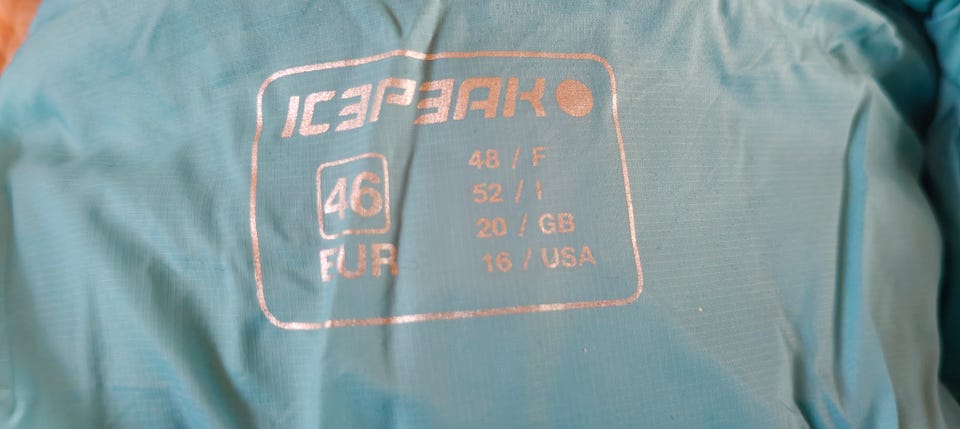 ICEPEAK
46
EUR
48 / F
52 / I
20 / GB
16 / USA